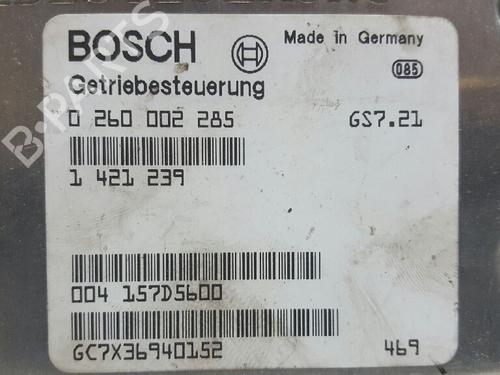 BOSCH
Made in Germany
085
Getriebesteuerung
0 260 002 285 GS7.21
1 421 239
004 157D5600
GC7X36940152 469
B-PARTS